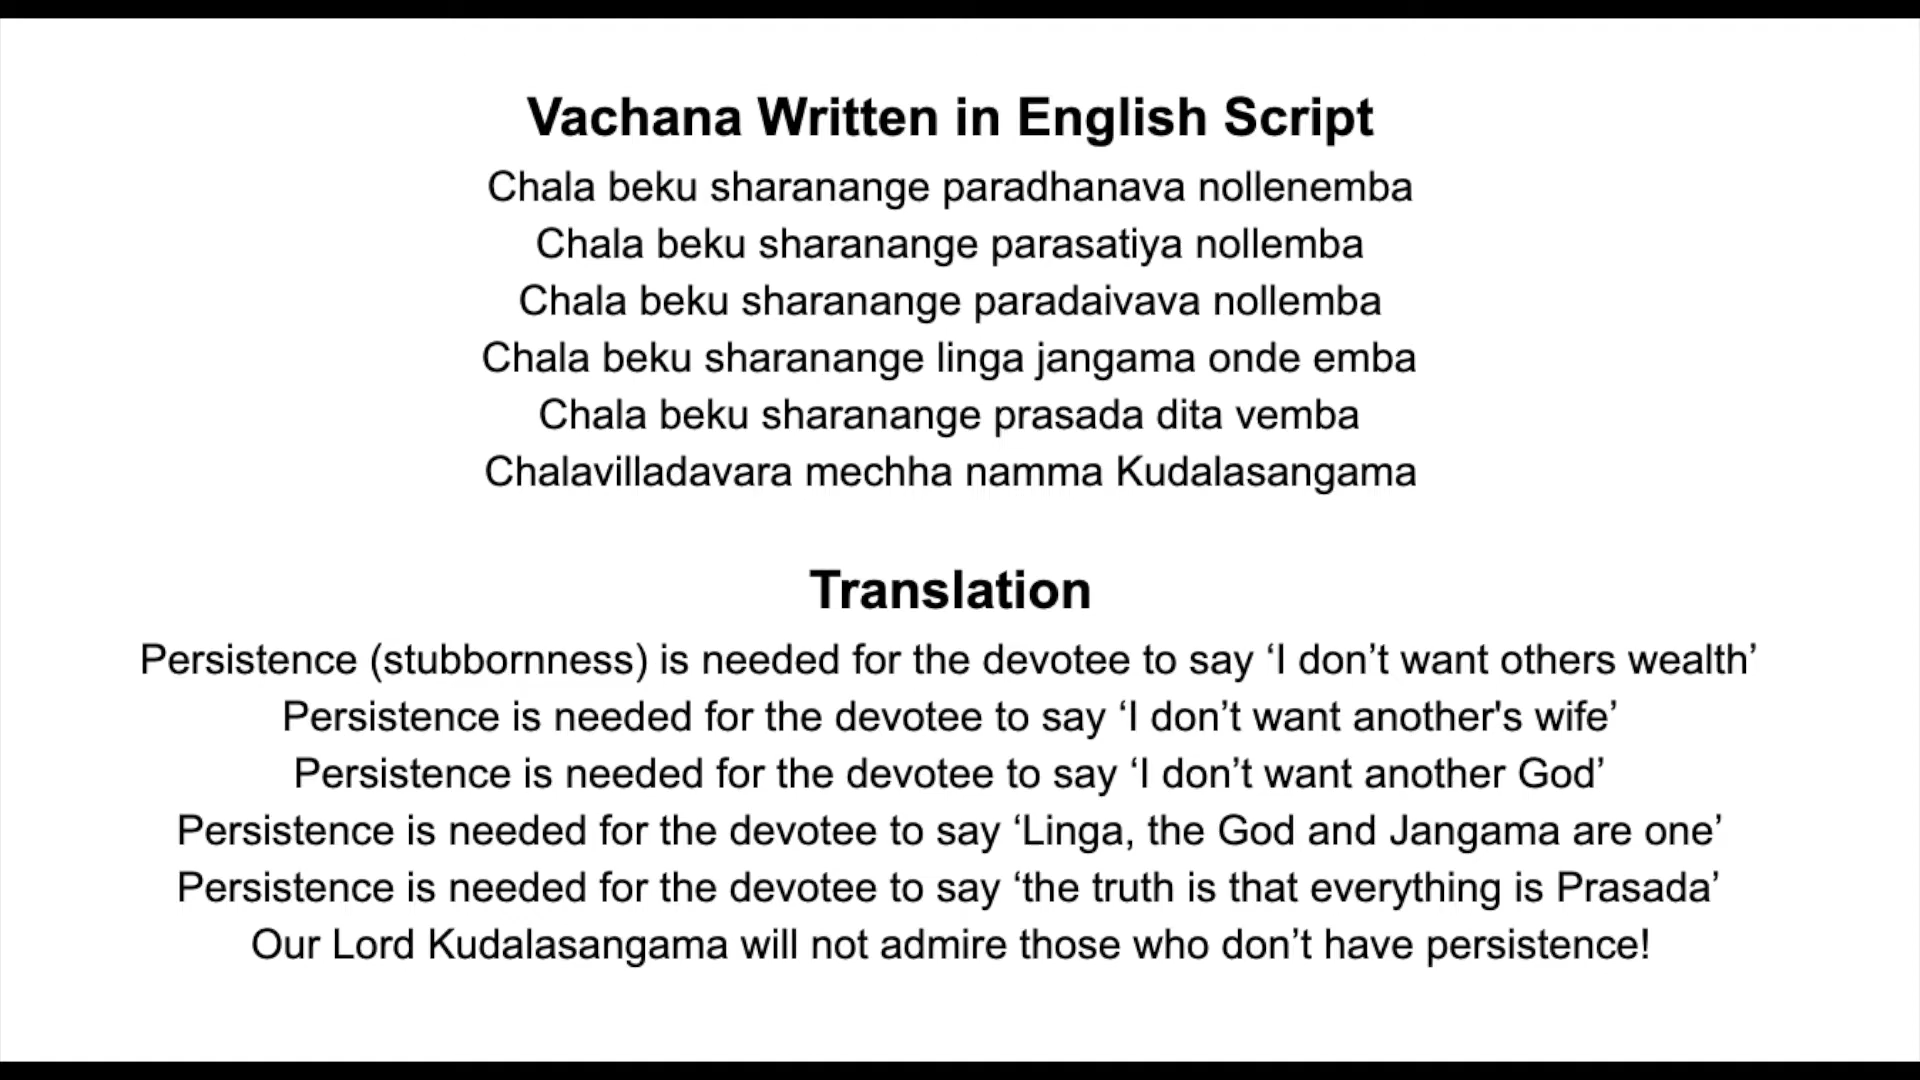 Vachana Written in English Script
Chala beku sharanange paradhanava nollenemba
Chala beku sharanange parasatiya nollemba
Chala beku sharanange paradaivava nollemba
Chala beku sharanange linga jangama onde emba
Chala beku sharanange prasada dita vemba
Chalavilladavara mechha namma Kudalasangama
Translation
Persistence (stubbornness) is needed for the devotee to say ‘I don’t want others wealth’
Persistence is needed for the devotee to say ‘I don’t want another's wife’
Persistence is needed for the devotee to say ‘I don’t want another God’
Persistence is needed for the devotee to say ‘Linga, the God and Jangama are one’
Persistence is needed for the devotee to say ‘the truth is that everything is Prasada’
Our Lord Kudalasangama will not admire those who don’t have persistence!